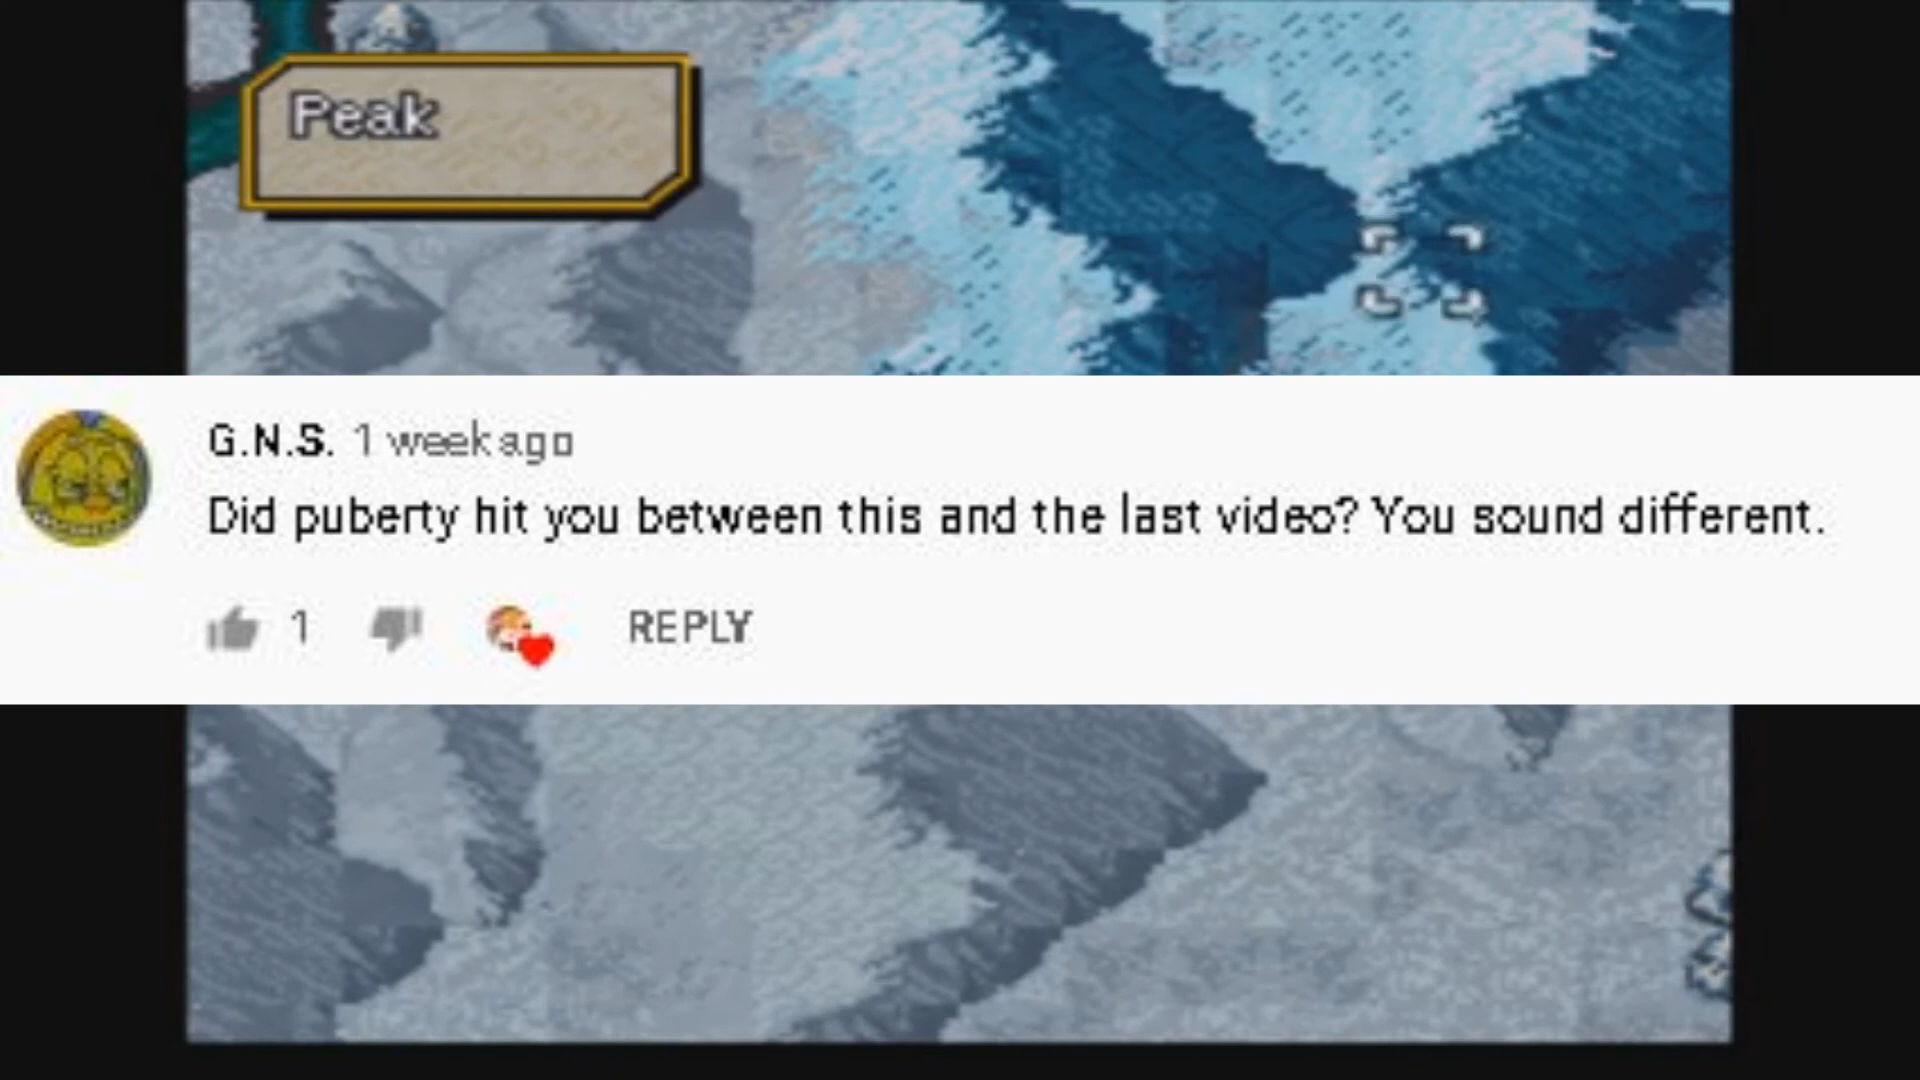 Peak
G.N.S. 1 week ago
Did puberty hit you between this and the last video? You sound different.
1 REPLY